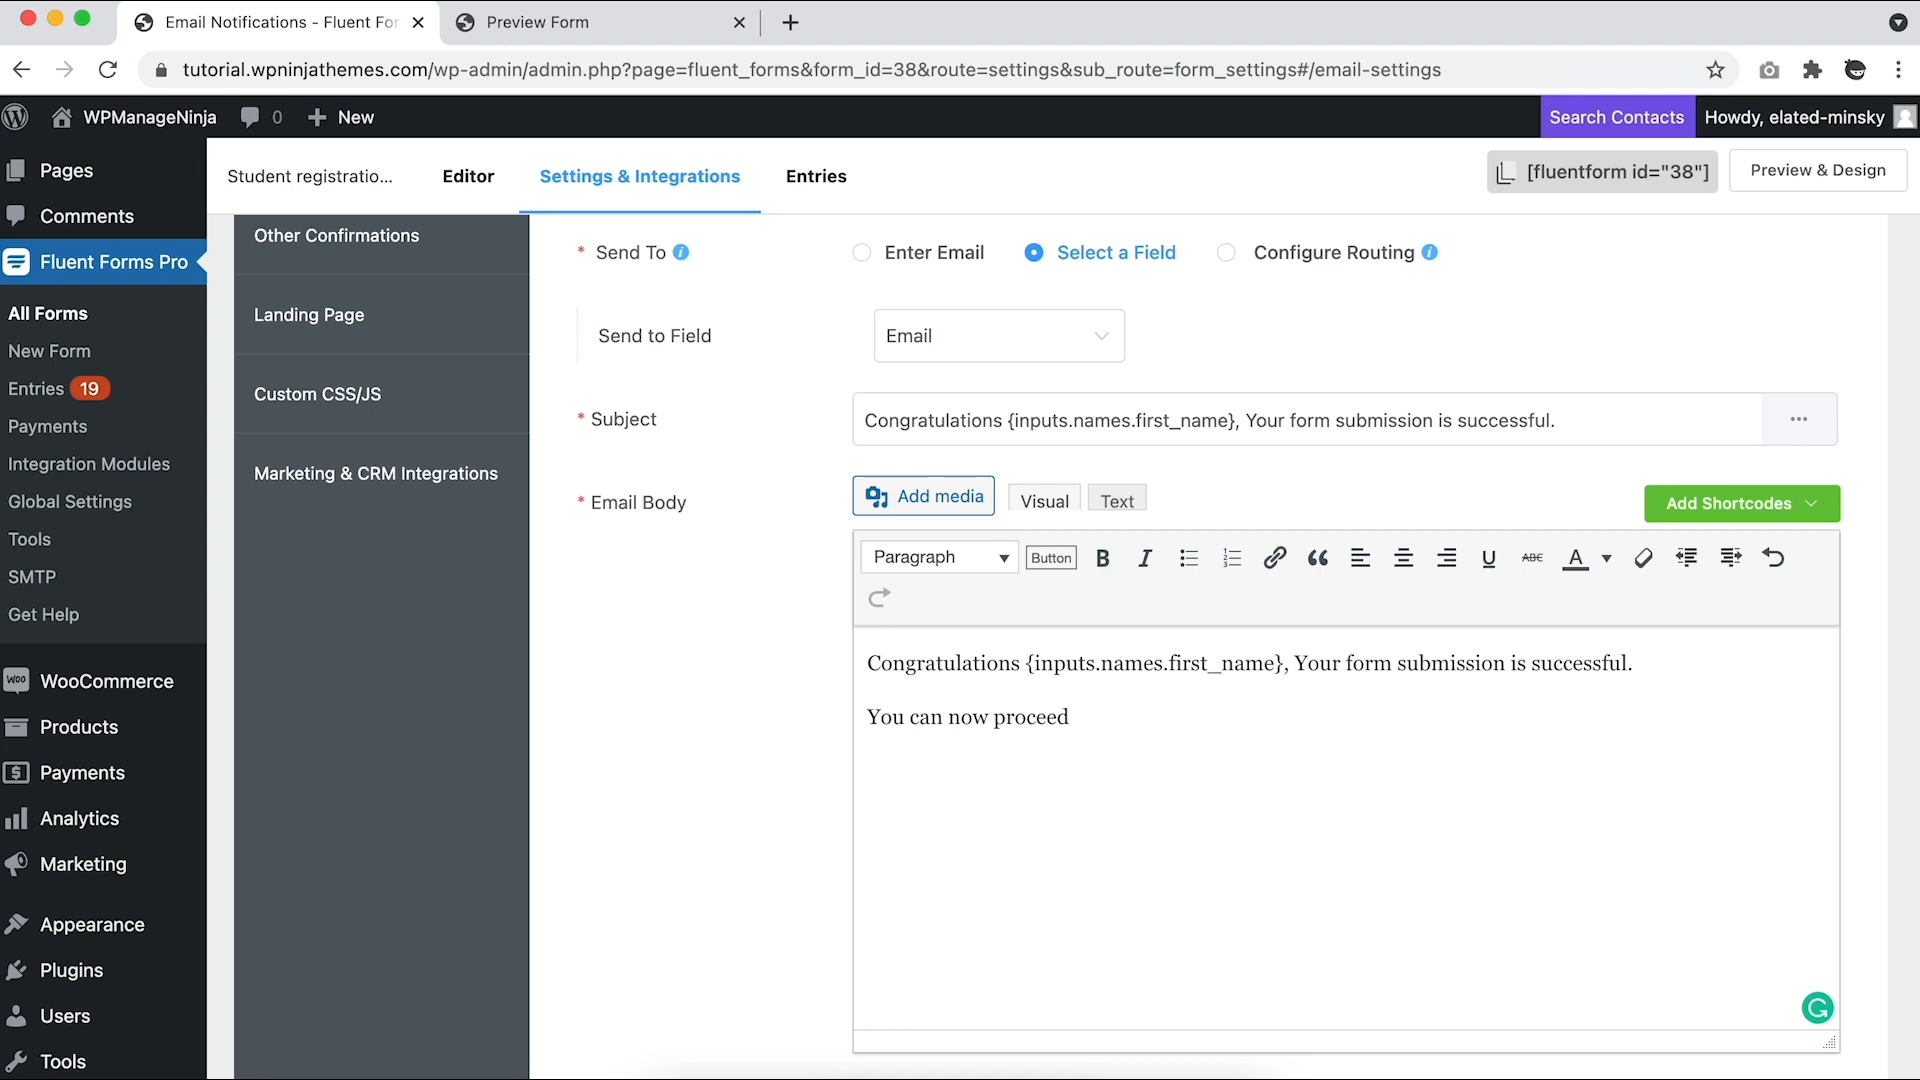 Email Notifications - Fluent For
Preview Form
tutorial.wpninjathemes.com/wp-admin/admin.php?page=fluent_forms&form_id=38&route=settings&sub_route=form_settings#/email-settings
WPManageNinja
0
New
Search Contacts
Howdy, elated-minsky
Pages
Comments
Fluent Forms Pro
All Forms
New Form
Entries 19
Payments
Integration Modules
Global Settings
Tools
SMTP
Get Help
WooCommerce
Products
Payments
Analytics
Marketing
Appearance
Plugins
Users
Tools
Student registratio...
Editor
Settings & Integrations
Entries
[fluentform id="38"]
Preview & Design
Other Confirmations
Landing Page
Custom CSS/JS
Marketing & CRM Integrations
* Send To
Enter Email
Select a Field
Configure Routing
Send to Field
Email
* Subject
Congratulations {inputs.names.first_name}, Your form submission is successful.
* Email Body
Add media
Visual
Text
Add Shortcodes
Paragraph
Button
B I U ABC A
Congratulations {inputs.names.first_name}, Your form submission is successful.
You can now proceed